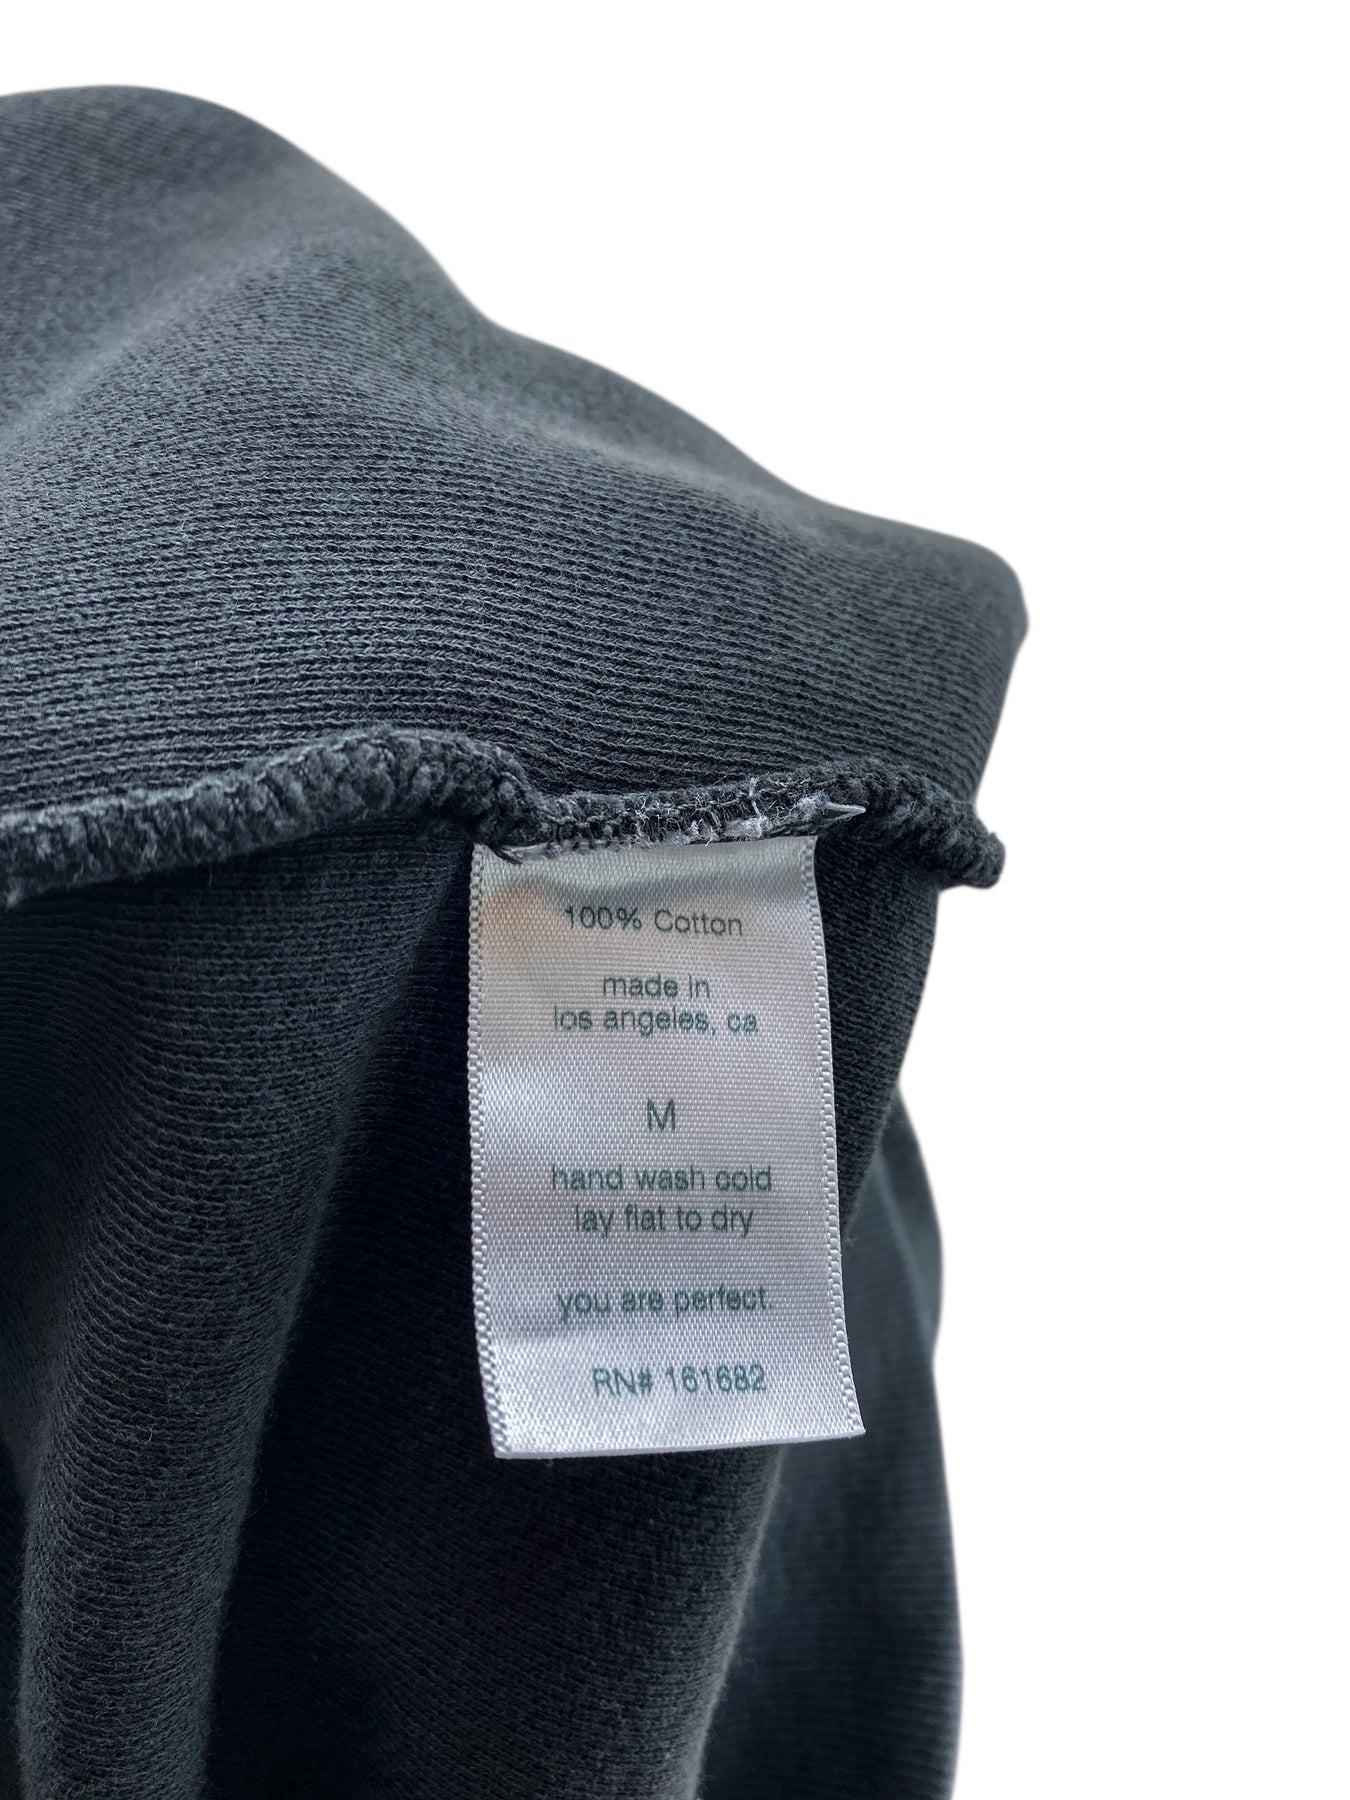 100% Cotton
made in
los angeles, ca
M
hand wash cold
lay flat to dry
you are perfect.
RN# 161682